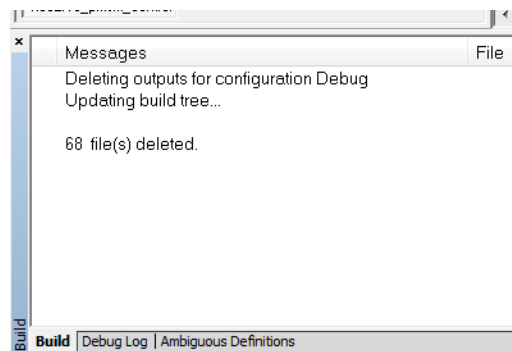 Messages File
Deleting outputs for configuration Debug
Updating build tree...
68 file(s) deleted.
Build
Build Debug Log Ambiguous Definitions